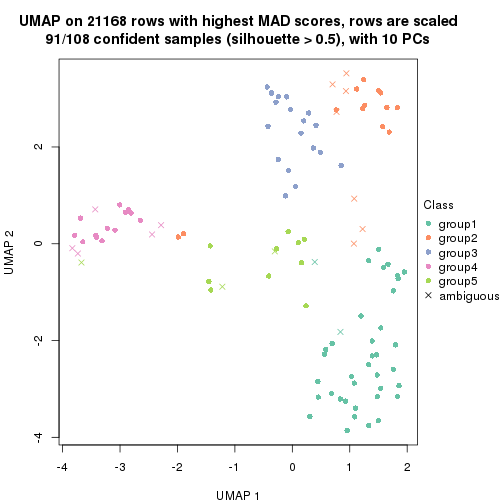 UMAP on 21168 rows with highest MAD scores, rows are scaled
91/108 confident samples (silhouette > 0.5), with 10 PCs
UMAP 2
2
0
-2
-4
-4
-3
-2
-1
0
1
2
UMAP 1
Class
group1
group2
group3
group4
group5
ambiguous